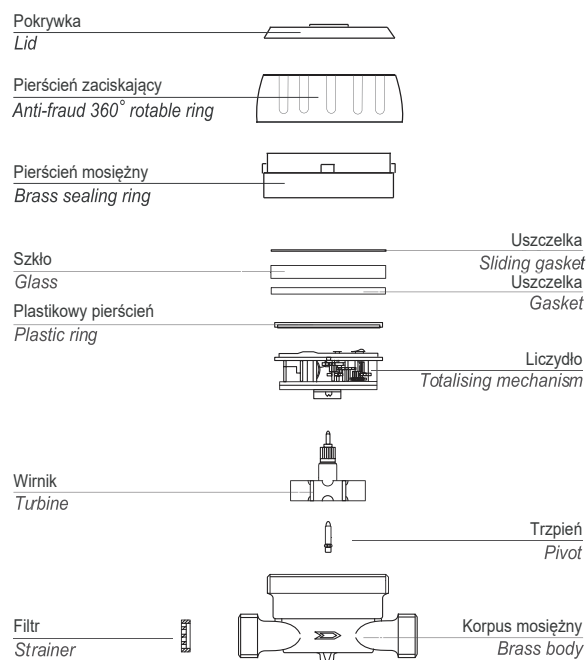 Pokrywka
Lid
Pierścień zaciskający
Anti-fraud 360˚ rotable ring
Pierścień mosiężny
Brass sealing ring
Uszczelka
Sliding gasket
Szkło
Glass
Uszczelka
Gasket
Plastikowy pierścień
Plastic ring
Liczydło
Totalising mechanism
Wirnik
Turbine
Trzpień
Pivot
Filtr
Strainer
Korpus mosiężny
Brass body